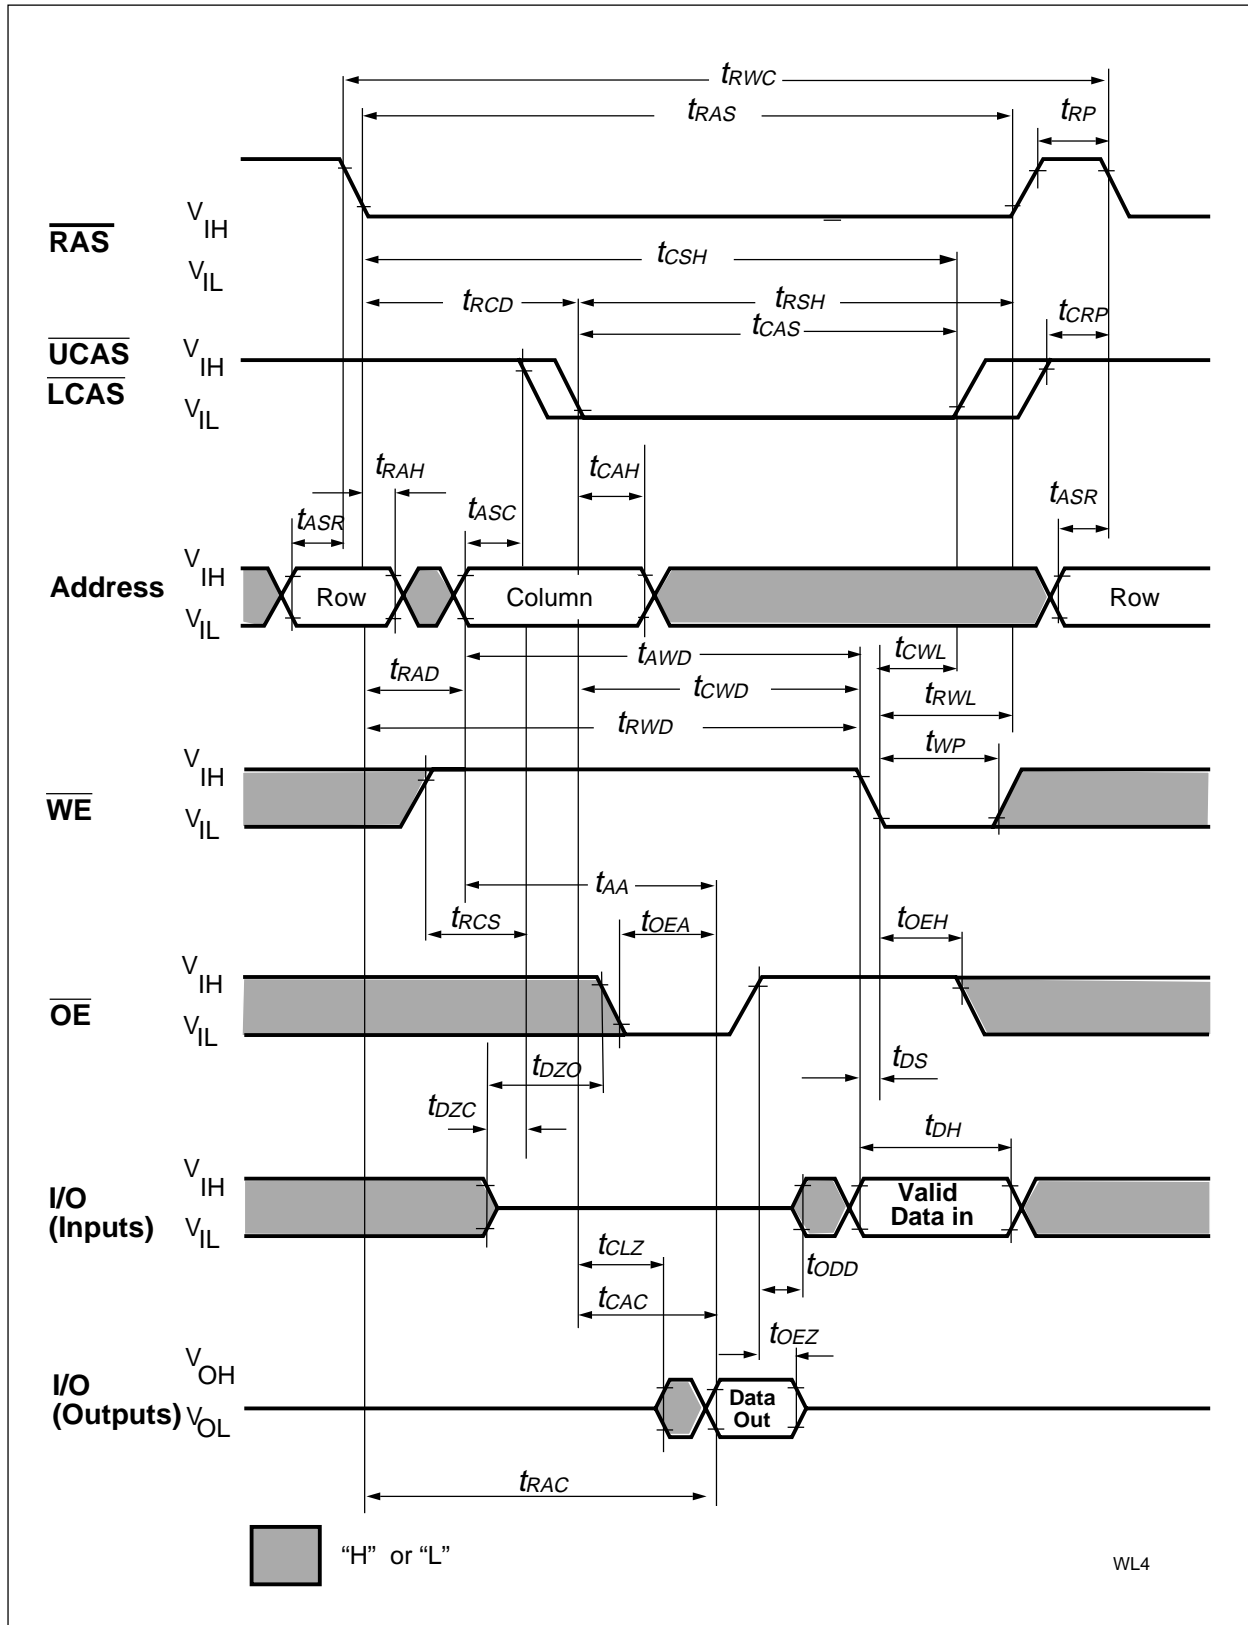 tRWC
tRAS
tRP
VIH
RAS
VIL
tCSH
tRCD
tRSH
tCAS
tCRP
UCAS
LCAS
VIH
VIL
tRAH
tCAH
tASR
tASC
tASR
Address
VIH
VIL
Row
Column
Row
tAWD
tCWL
tRAD
tCWD
tRWL
tRWD
tWP
WE
VIH
VIL
tAA
tRCS
tOEA
tOEH
OE
VIH
VIL
tDZO
tDS
tDZC
tDH
I/O
(Inputs)
VIH
VIL
Valid
Data in
tCLZ
tODD
tCAC
tOEZ
I/O
(Outputs)
VOH
VOL
Data
Out
tRAC
“H” or “L”
WL4